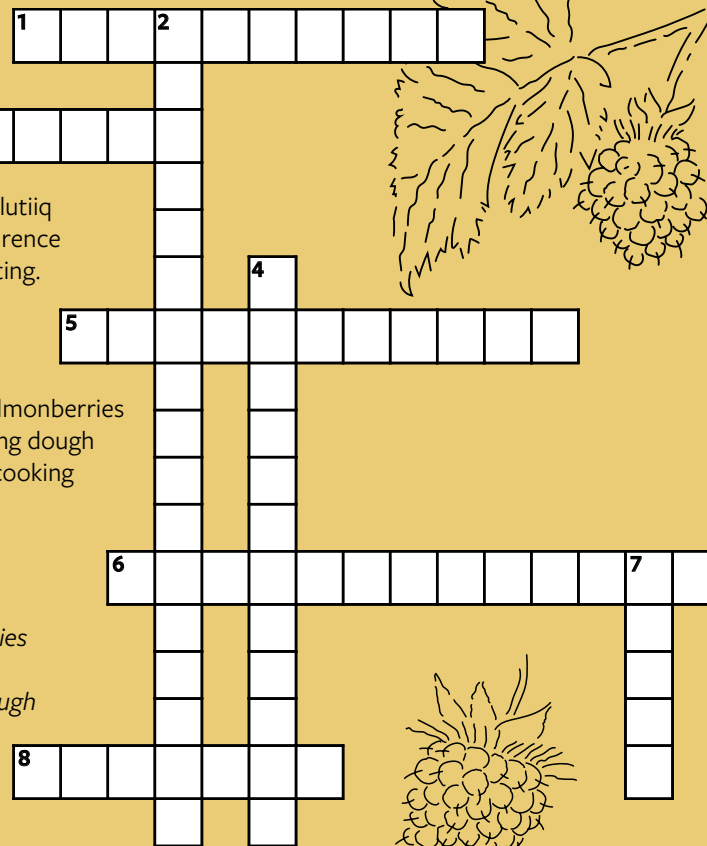 1 2
lutiiq
rence
ting.
4
5
lmonberries
ng dough
cooking
6 7
ies
ugh
8